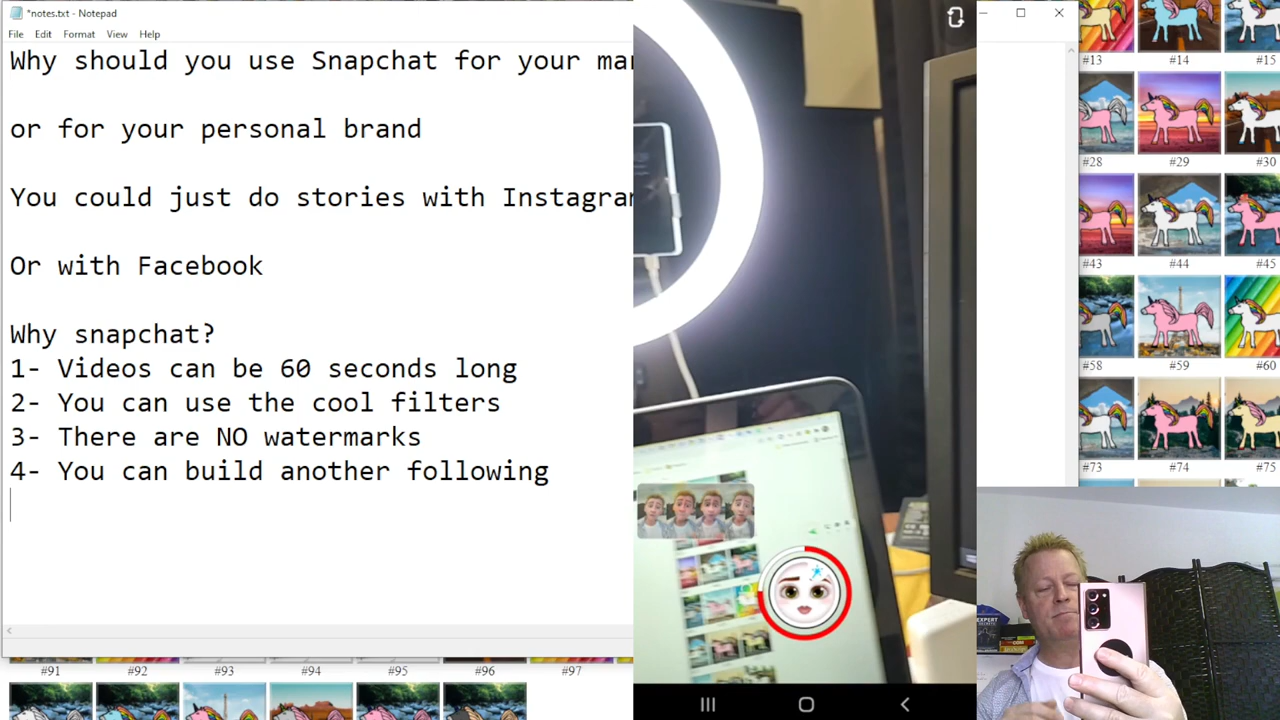 *notes.txt - Notepad
File Edit Format View Help
Why should you use Snapchat for your mar
or for your personal brand
You could just do stories with Instagram
Or with Facebook
Why snapchat?
1- Videos can be 60 seconds long
2- You can use the cool filters
3- There are NO watermarks
4- You can build another following
#13 #14 #15
#28 #29 #30
#43 #44 #45
#58 #59 #60
#73 #74 #75
#91 #92 #93 #94 #95 #96 #97
EXPERT
SECRETS